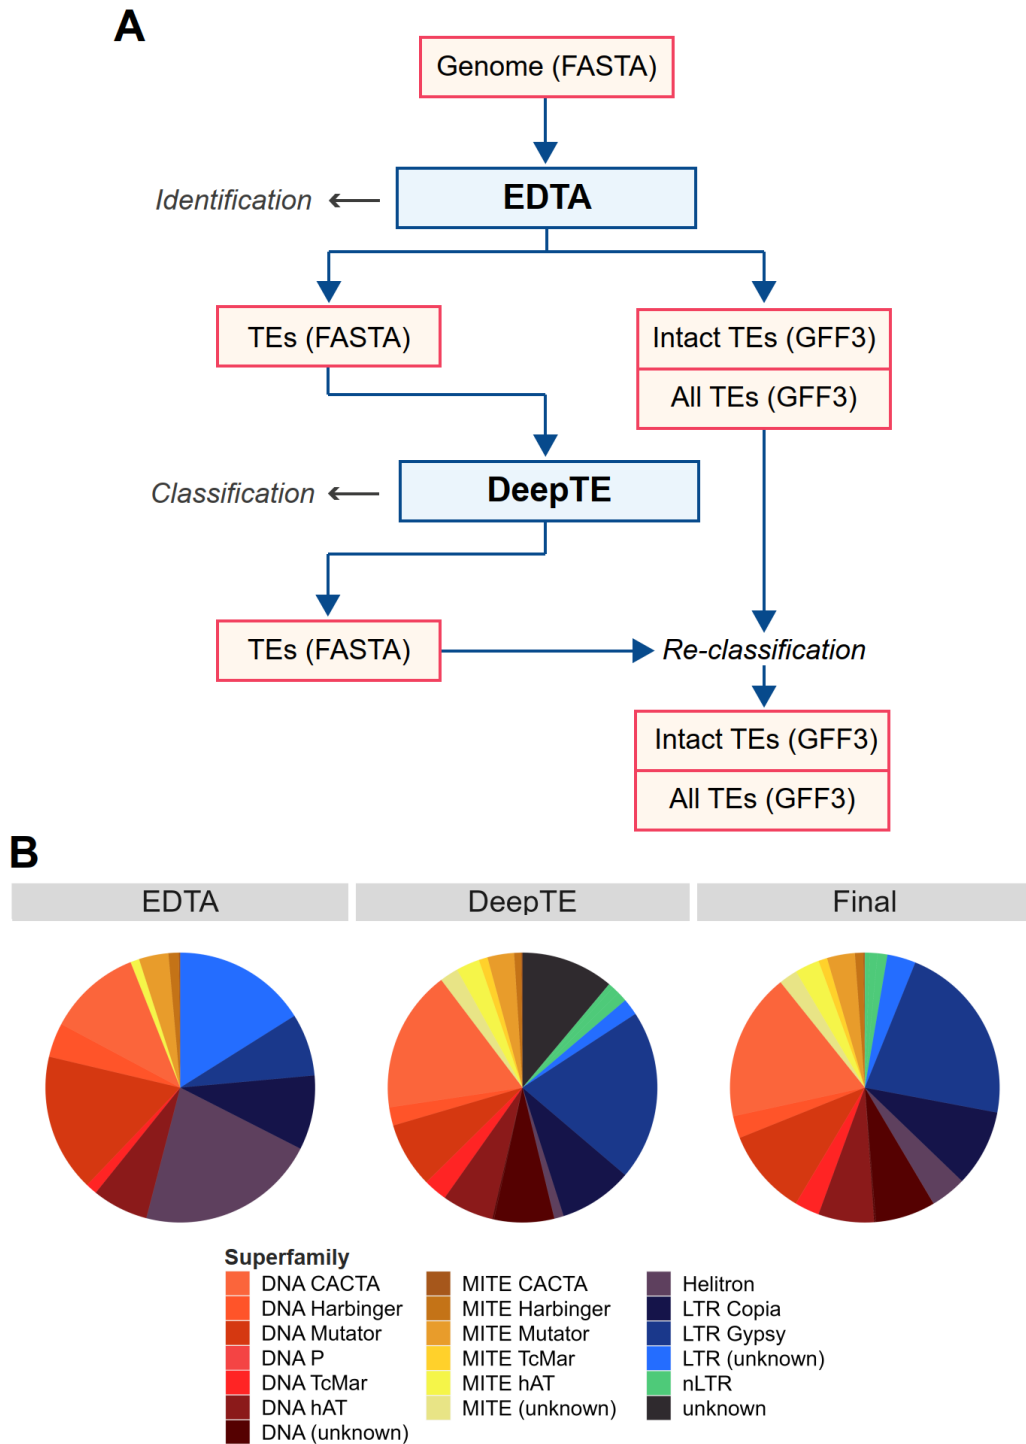 A
Genome (FASTA)
EDTA
Identification
TEs (FASTA)
Intact TEs (GFF3)
All TEs (GFF3)
DeepTE
Classification
TEs (FASTA)
Re-classification
Intact TEs (GFF3)
All TEs (GFF3)
B
EDTA
DeepTE
Final
Superfamily
DNA CACTA
DNA Harbinger
DNA Mutator
DNA P
DNA TcMar
DNA hAT
DNA (unknown)
MITE CACTA
MITE Harbinger
MITE Mutator
MITE TcMar
MITE hAT
MITE (unknown)
Helitron
LTR Copia
LTR Gypsy
LTR (unknown)
nLTR
unknown